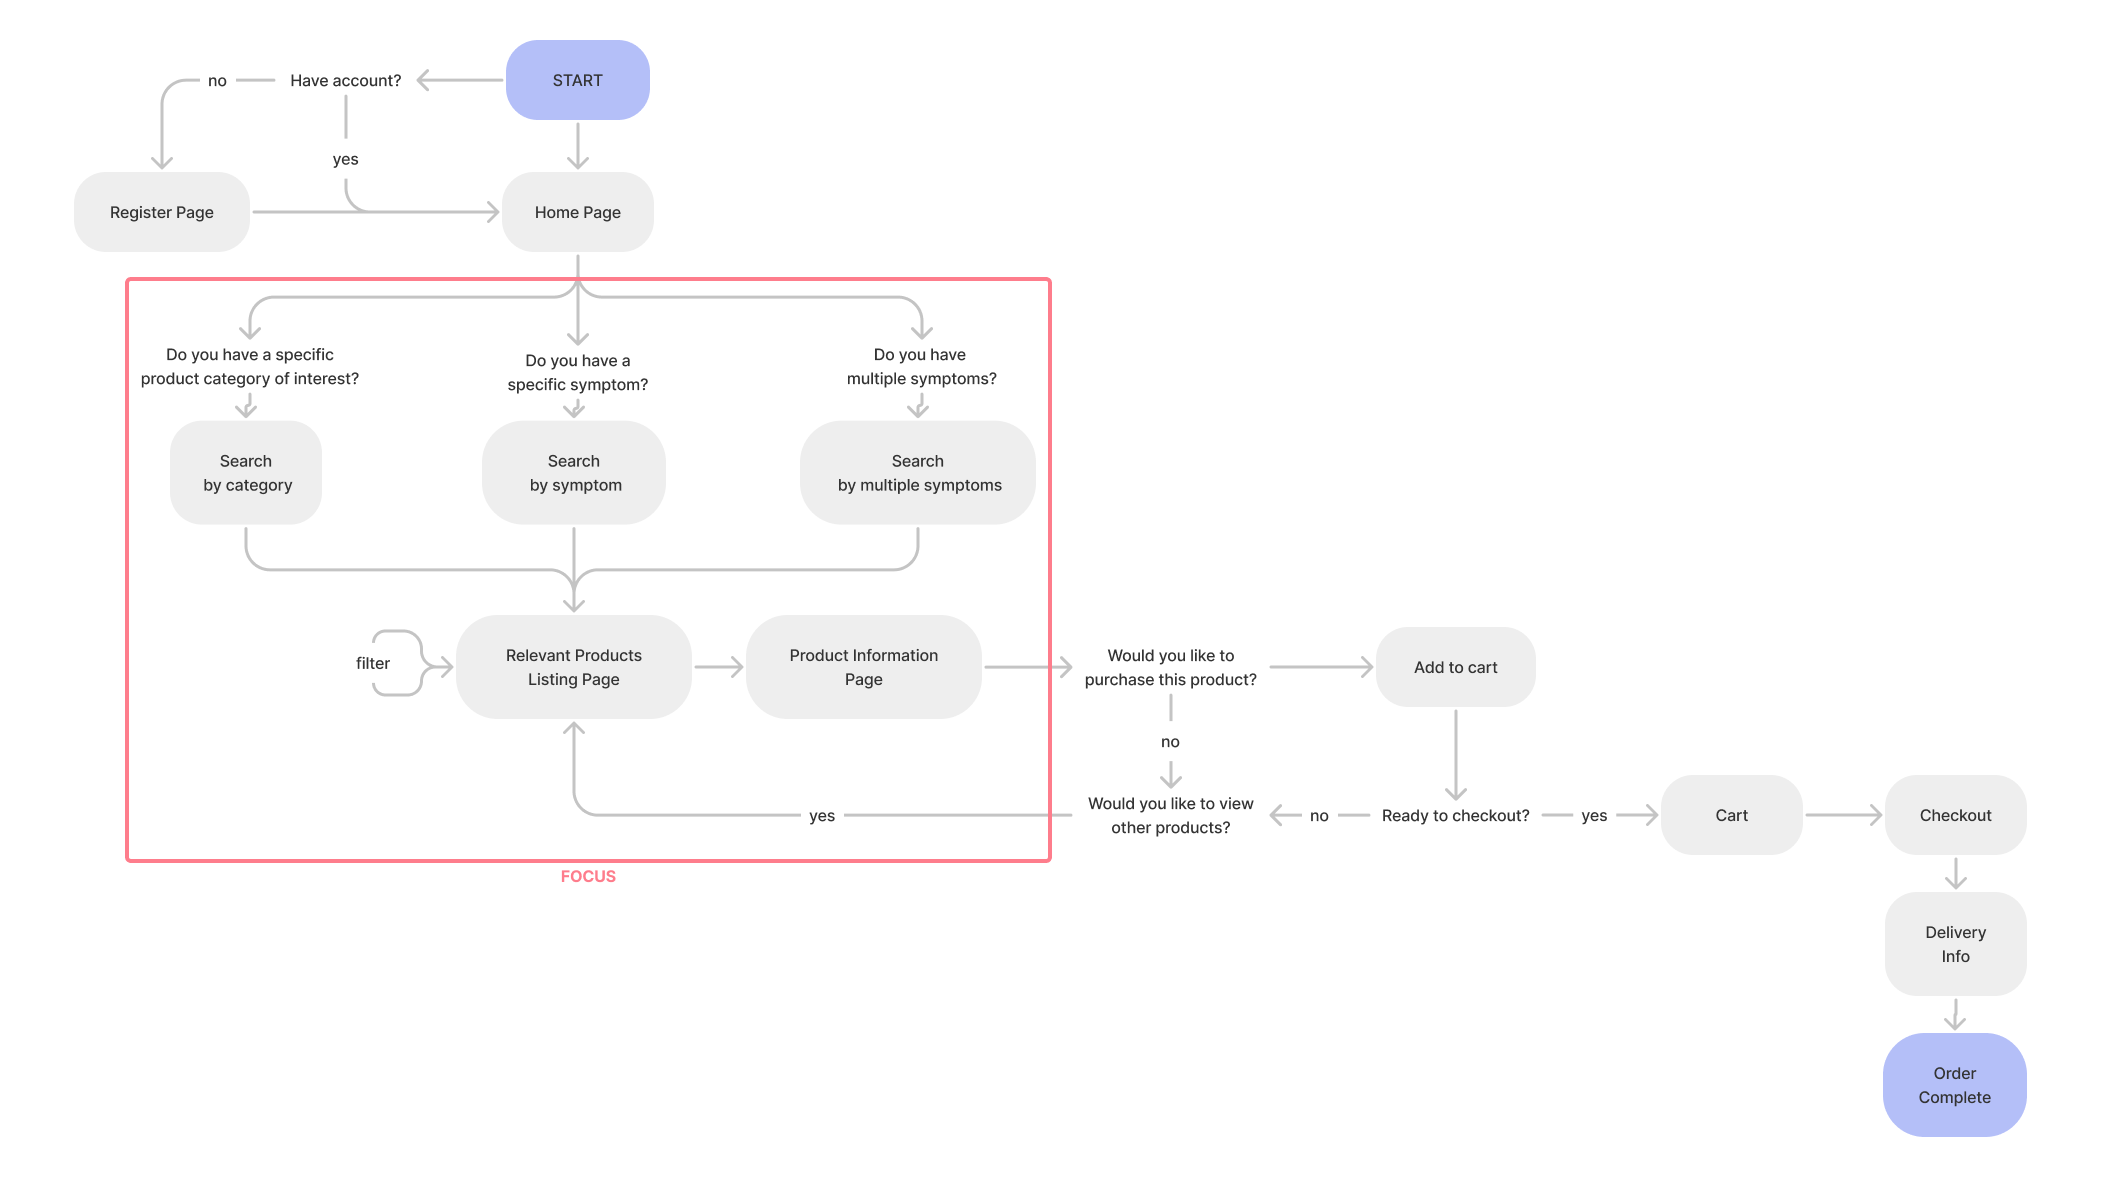 START
Have account?
no
yes
Register Page
Home Page
Do you have a specific
product category of interest?
Do you have a
specific symptom?
Do you have
multiple symptoms?
Search
by category
Search
by symptom
Search
by multiple symptoms
filter
Relevant Products
Listing Page
Product Information
Page
Would you like to
purchase this product?
Add to cart
no
Would you like to view
other products?
yes
no
Ready to checkout?
yes
Cart
Checkout
FOCUS
Delivery
Info
Order
Complete